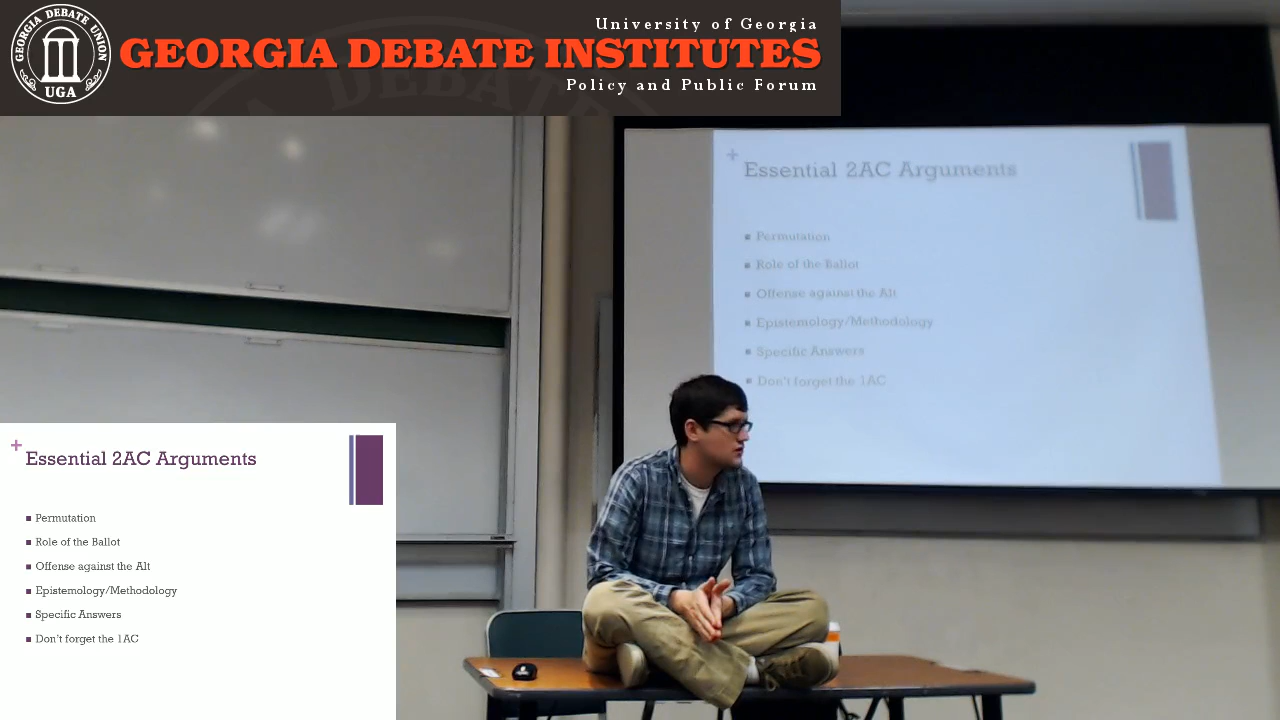 University of Georgia
GEORGIA DEBATE INSTITUTES
Policy and Public Forum
GEORGIA DEBATE UNION
UGA
+
Essential 2AC Arguments
Permutation
Role of the Ballot
Offense against the Alt
Epistemology/Methodology
Specific Answers
Don't forget the 1AC
+
Essential 2AC Arguments
Permutation
Role of the Ballot
Offense against the Alt
Epistemology/Methodology
Specific Answers
Don't forget the 1AC